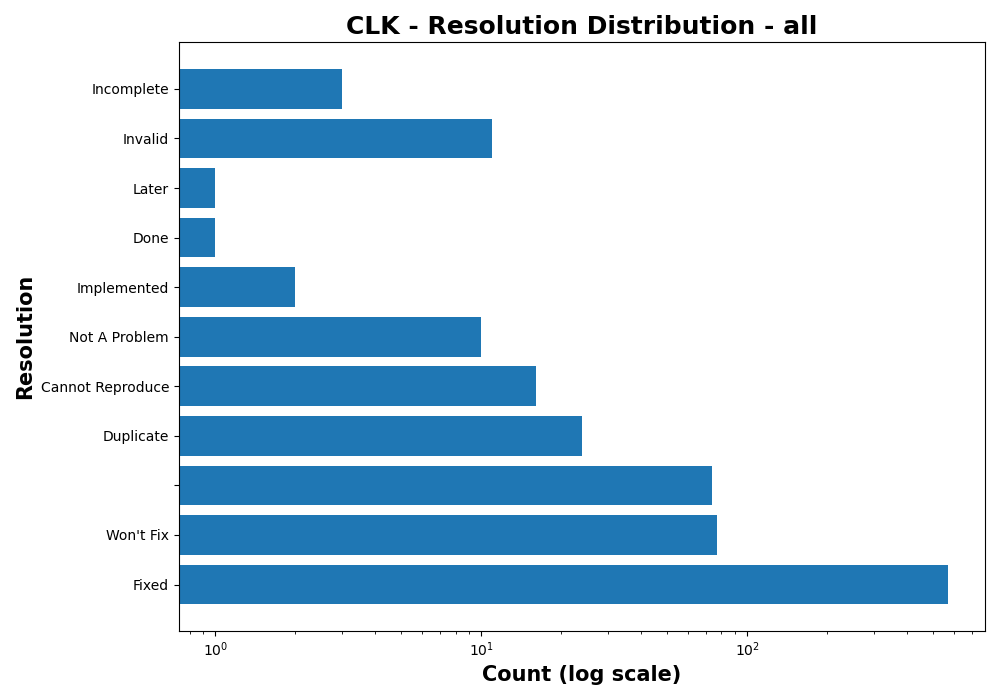 CLK - Resolution Distribution - all
Incomplete
Invalid
Later
Done
Implemented
Not A Problem
Cannot Reproduce
Duplicate
Won't Fix
Fixed
Resolution
10⁰ 10¹ 10²
Count (log scale)